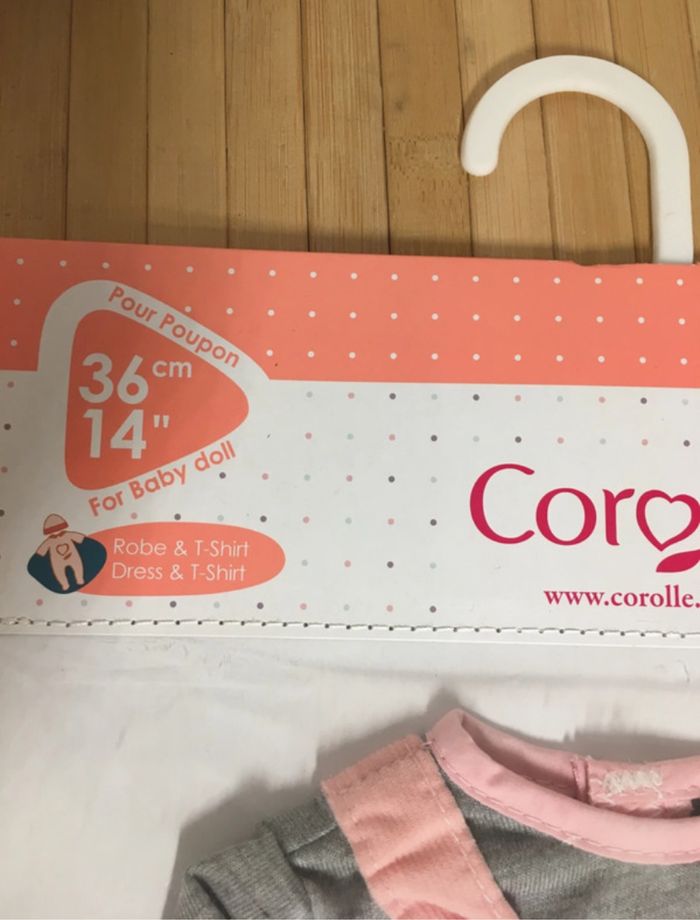 Pour Poupon
36 cm
14"
For Baby doll
Robe & T-Shirt
Dress & T-Shirt
Coro
www.corolle.